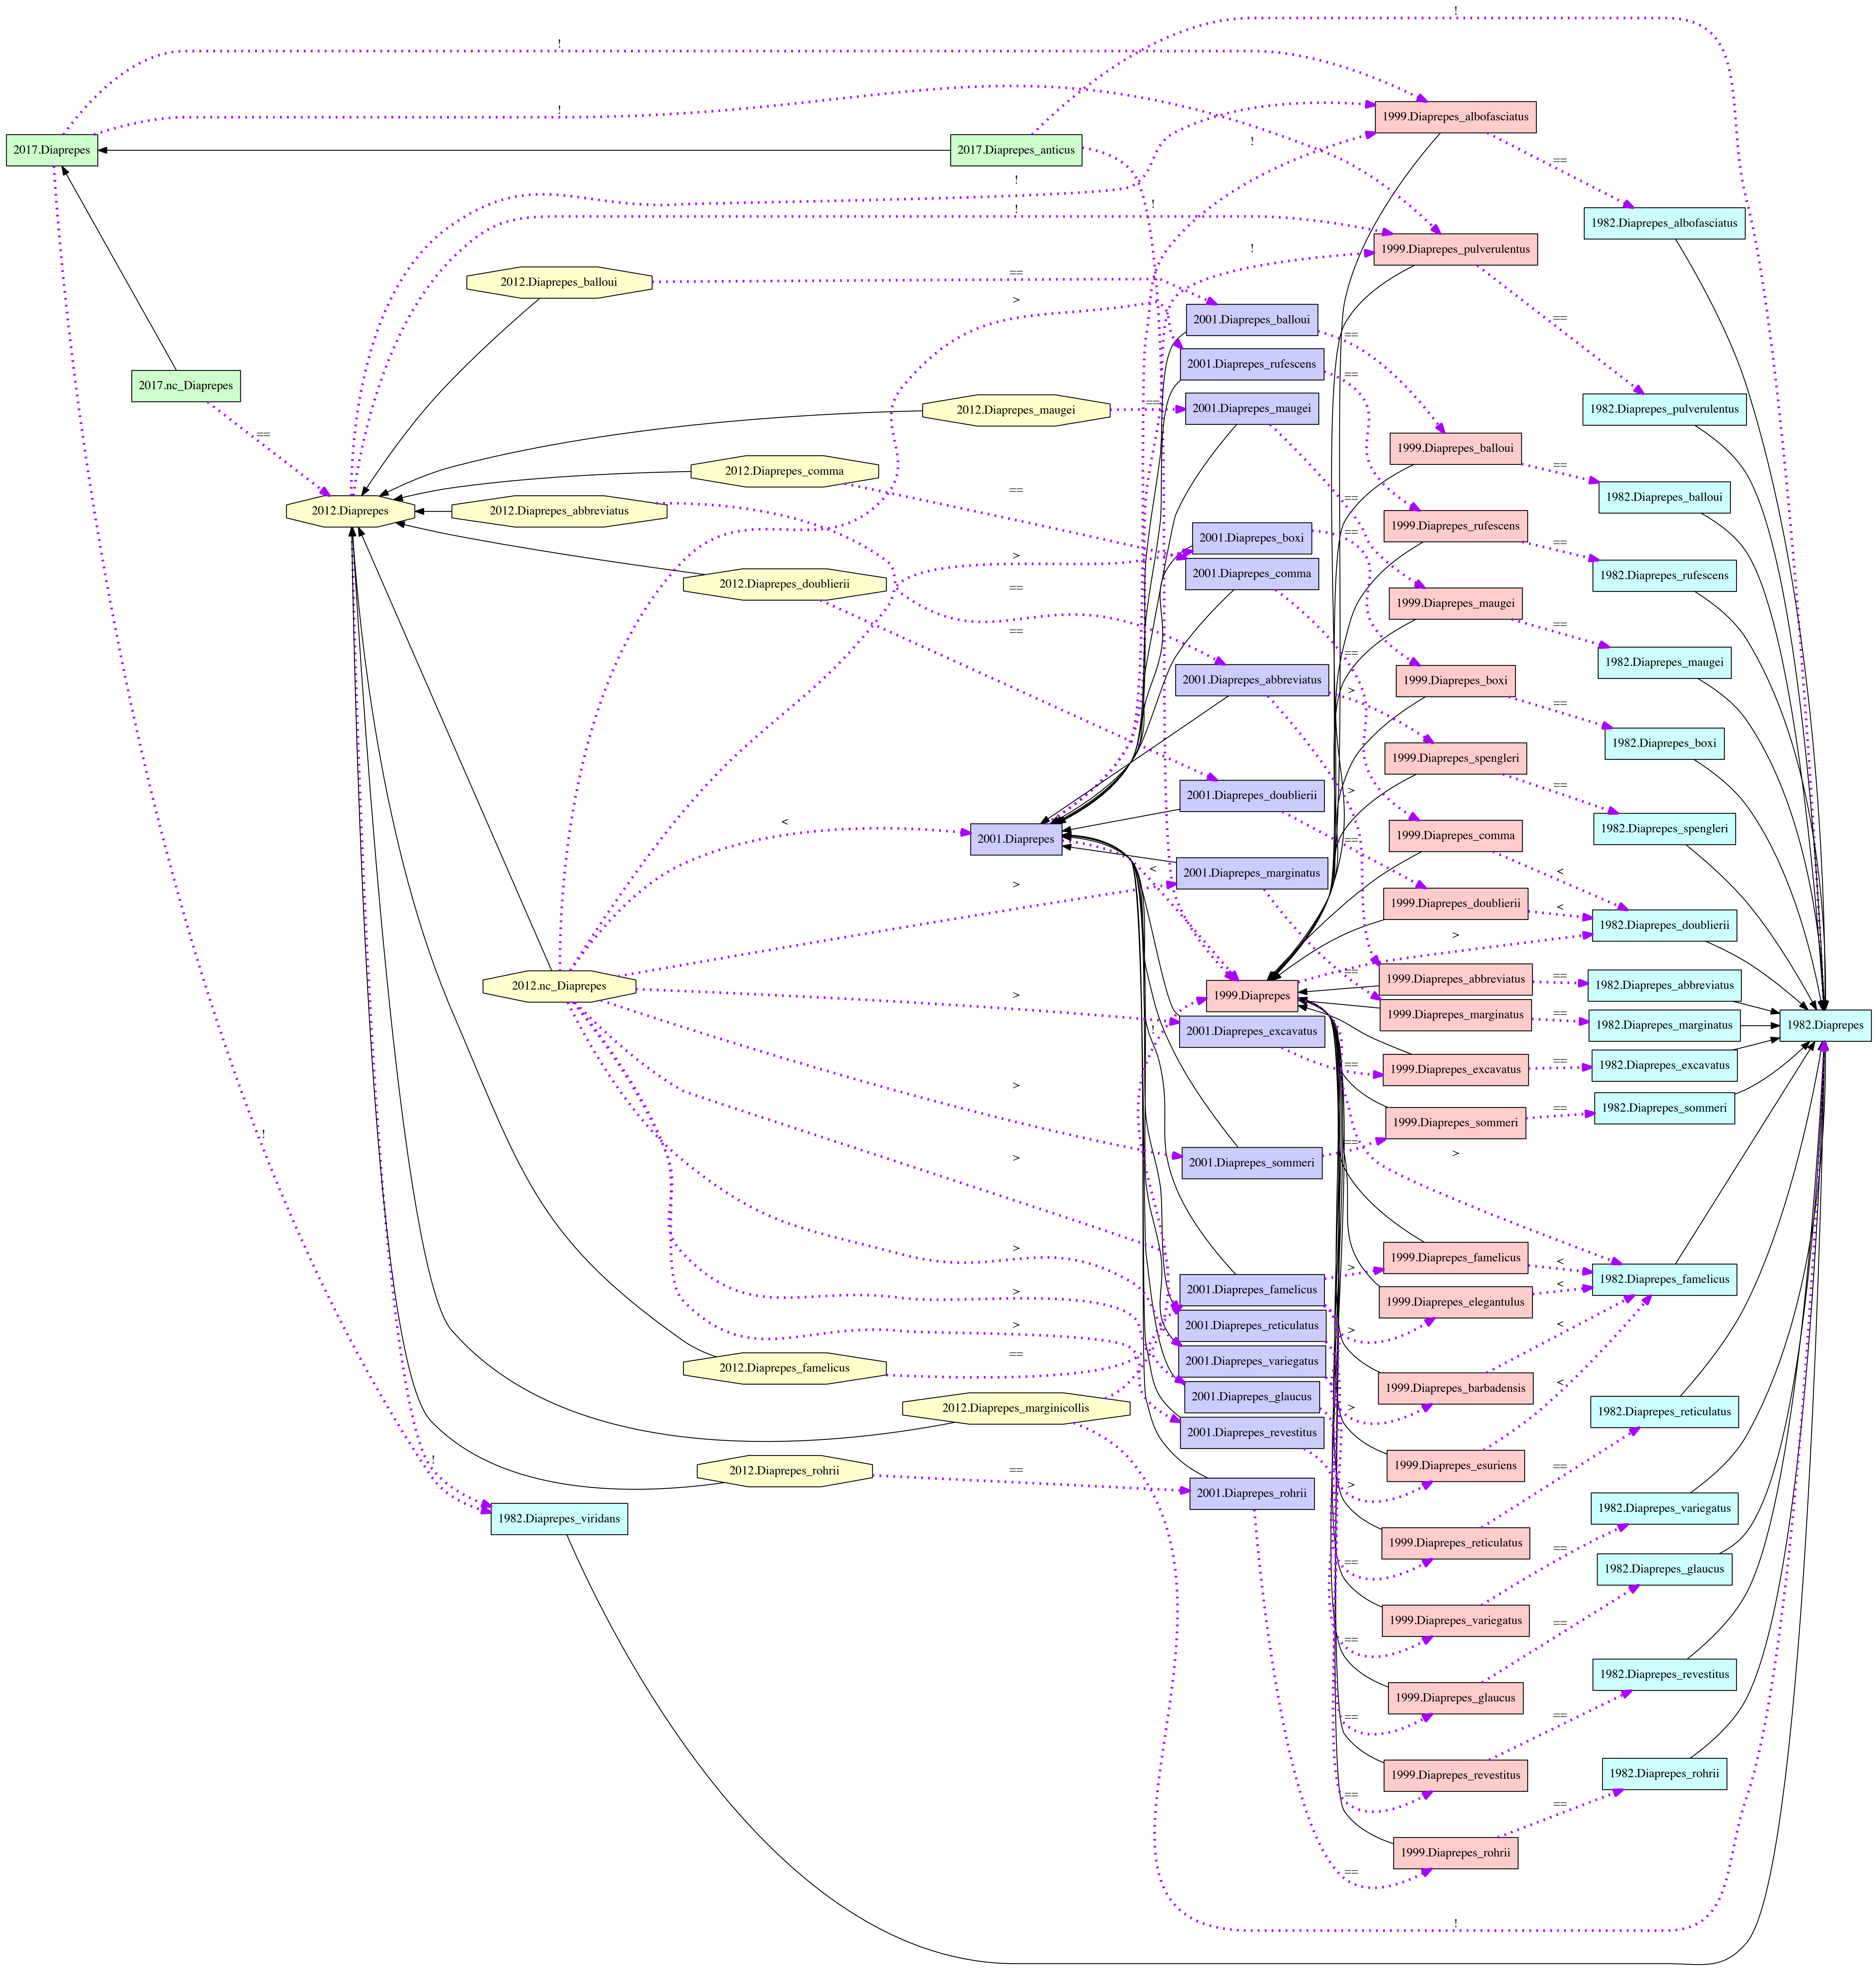 !
!
!
2017.Diaprepes
2017.Diaprepes_anticus
1999.Diaprepes_albofasciatus
!
==
!
!
!
1982.Diaprepes_albofasciatus
1999.Diaprepes_pulverulentus
!
2012.Diaprepes_balloui
==
>
2001.Diaprepes_balloui
==
==
2001.Diaprepes_rufescens
==
2017.nc_Diaprepes
2012.Diaprepes_maugei
==
2001.Diaprepes_maugei
1982.Diaprepes_pulverulentus
==
1999.Diaprepes_balloui
==
2012.Diaprepes_comma
==
==
1982.Diaprepes_balloui
2012.Diaprepes
2012.Diaprepes_abbreviatus
1999.Diaprepes_rufescens
==
2001.Diaprepes_boxi
==
>
2001.Diaprepes_comma
1982.Diaprepes_rufescens
2012.Diaprepes_doublierii
==
1999.Diaprepes_maugei
==
==
==
1982.Diaprepes_maugei
2001.Diaprepes_abbreviatus
>
1999.Diaprepes_boxi
==
1982.Diaprepes_boxi
1999.Diaprepes_spengleri
==
2001.Diaprepes_doublierii
>
<
2001.Diaprepes
==
1999.Diaprepes_comma
1982.Diaprepes_spengleri
<
2001.Diaprepes_marginatus
>
<
1999.Diaprepes_doublierii
<
1982.Diaprepes_doublierii
>
2012.nc_Diaprepes
>
1999.Diaprepes
==
1999.Diaprepes_abbreviatus
==
1982.Diaprepes_abbreviatus
!
2001.Diaprepes_excavatus
1999.Diaprepes_marginatus
==
1982.Diaprepes_marginatus
1982.Diaprepes
==
1999.Diaprepes_excavatus
==
1982.Diaprepes_excavatus
>
1999.Diaprepes_sommeri
==
1982.Diaprepes_sommeri
!
==
>
2001.Diaprepes_sommeri
>
>
1999.Diaprepes_famelicus
<
>
2001.Diaprepes_famelicus
>
1999.Diaprepes_elegantulus
<
1982.Diaprepes_famelicus
>
2001.Diaprepes_reticulatus
>
<
2012.Diaprepes_famelicus
==
2001.Diaprepes_variegatus
1999.Diaprepes_barbadensis
<
2001.Diaprepes_glaucus
>
2012.Diaprepes_marginicollis
2001.Diaprepes_revestitus
1982.Diaprepes_reticulatus
!
2012.Diaprepes_rohrii
==
2001.Diaprepes_rohrii
>
1999.Diaprepes_esuriens
==
1982.Diaprepes_viridans
1982.Diaprepes_variegatus
==
1999.Diaprepes_reticulatus
==
1982.Diaprepes_glaucus
==
1999.Diaprepes_variegatus
==
==
1999.Diaprepes_glaucus
==
1982.Diaprepes_revestitus
==
1999.Diaprepes_revestitus
==
1982.Diaprepes_rohrii
==
1999.Diaprepes_rohrii
!